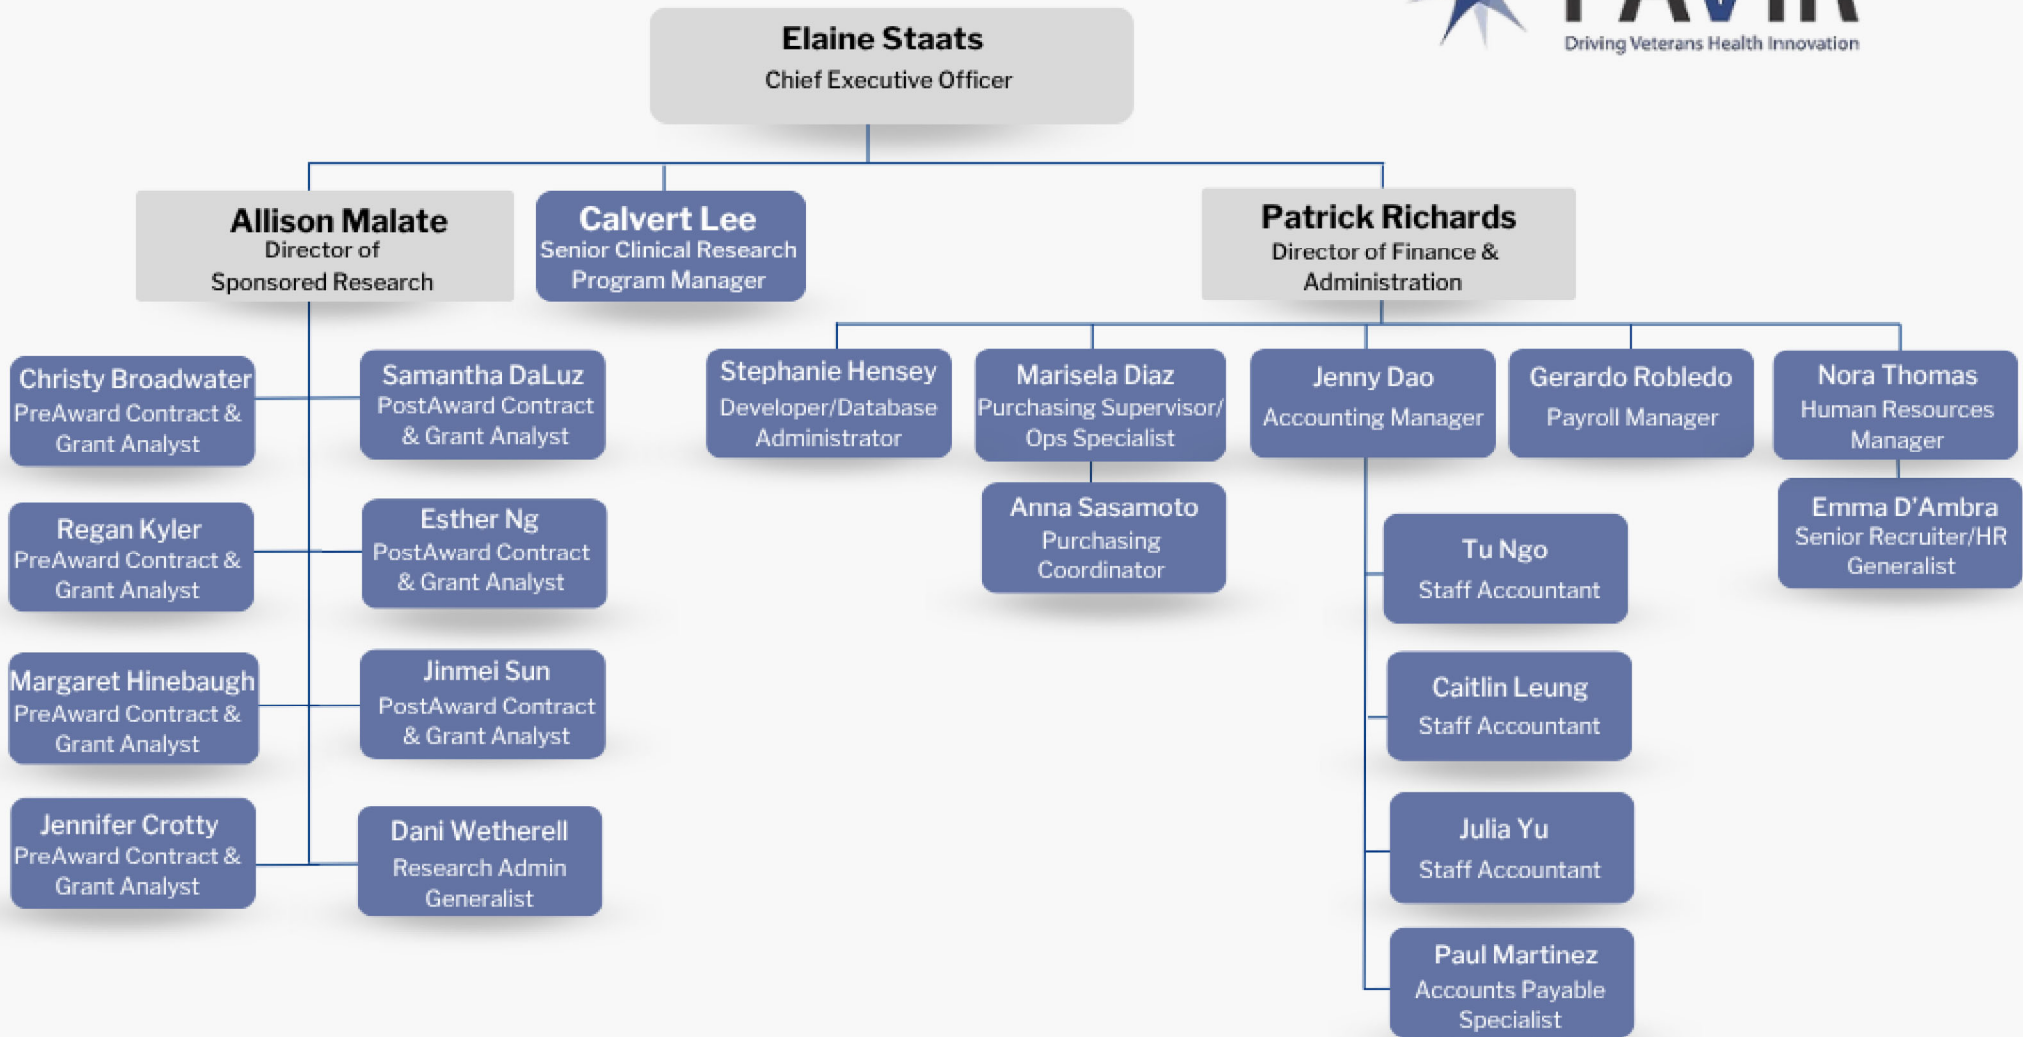 Driving Veterans Health Innovation
Elaine Staats
Chief Executive Officer
Allison Malate
Director of
Sponsored Research
Calvert Lee
Senior Clinical Research
Program Manager
Patrick Richards
Director of Finance &
Administration
Christy Broadwater
PreAward Contract &
Grant Analyst
Samantha DaLuz
PostAward Contract
& Grant Analyst
Regan Kyler
PreAward Contract &
Grant Analyst
Esther Ng
PostAward Contract
& Grant Analyst
Margaret Hinebaugh
PreAward Contract &
Grant Analyst
Jinmei Sun
PostAward Contract
& Grant Analyst
Jennifer Crotty
PreAward Contract &
Grant Analyst
Dani Wetherell
Research Admin
Generalist
Stephanie Hensey
Developer/Database
Administrator
Marisela Diaz
Purchasing Supervisor/
Ops Specialist
Anna Sasamoto
Purchasing
Coordinator
Jenny Dao
Accounting Manager
Tu Ngo
Staff Accountant
Caitlin Leung
Staff Accountant
Julia Yu
Staff Accountant
Paul Martinez
Accounts Payable
Specialist
Gerardo Robledo
Payroll Manager
Nora Thomas
Human Resources
Manager
Emma D'Ambra
Senior Recruiter/HR
Generalist